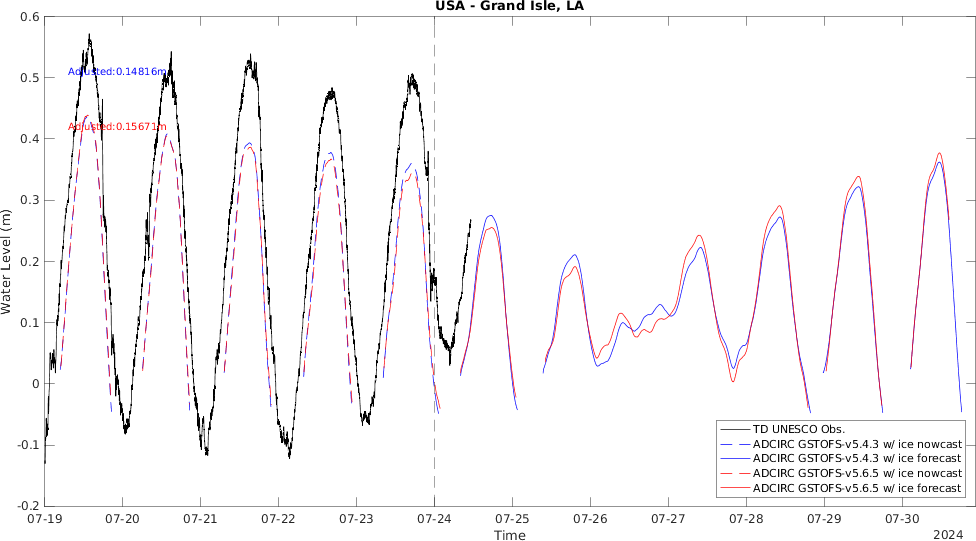 USA - Grand Isle, LA
0.6
0.5
0.4
0.3
0.2
0.1
0
-0.1
-0.2
Water Level (m)
Adjusted:0.14816m
Adjusted:0.15671m
TD UNESCO Obs.
ADCIRC GSTOFS-v5.4.3 w/ ice nowcast
ADCIRC GSTOFS-v5.4.3 w/ ice forecast
ADCIRC GSTOFS-v5.6.5 w/ ice nowcast
ADCIRC GSTOFS-v5.6.5 w/ ice forecast
07-19 07-20 07-21 07-22 07-23 07-24 07-25 07-26 07-27 07-28 07-29 07-30
Time
2024